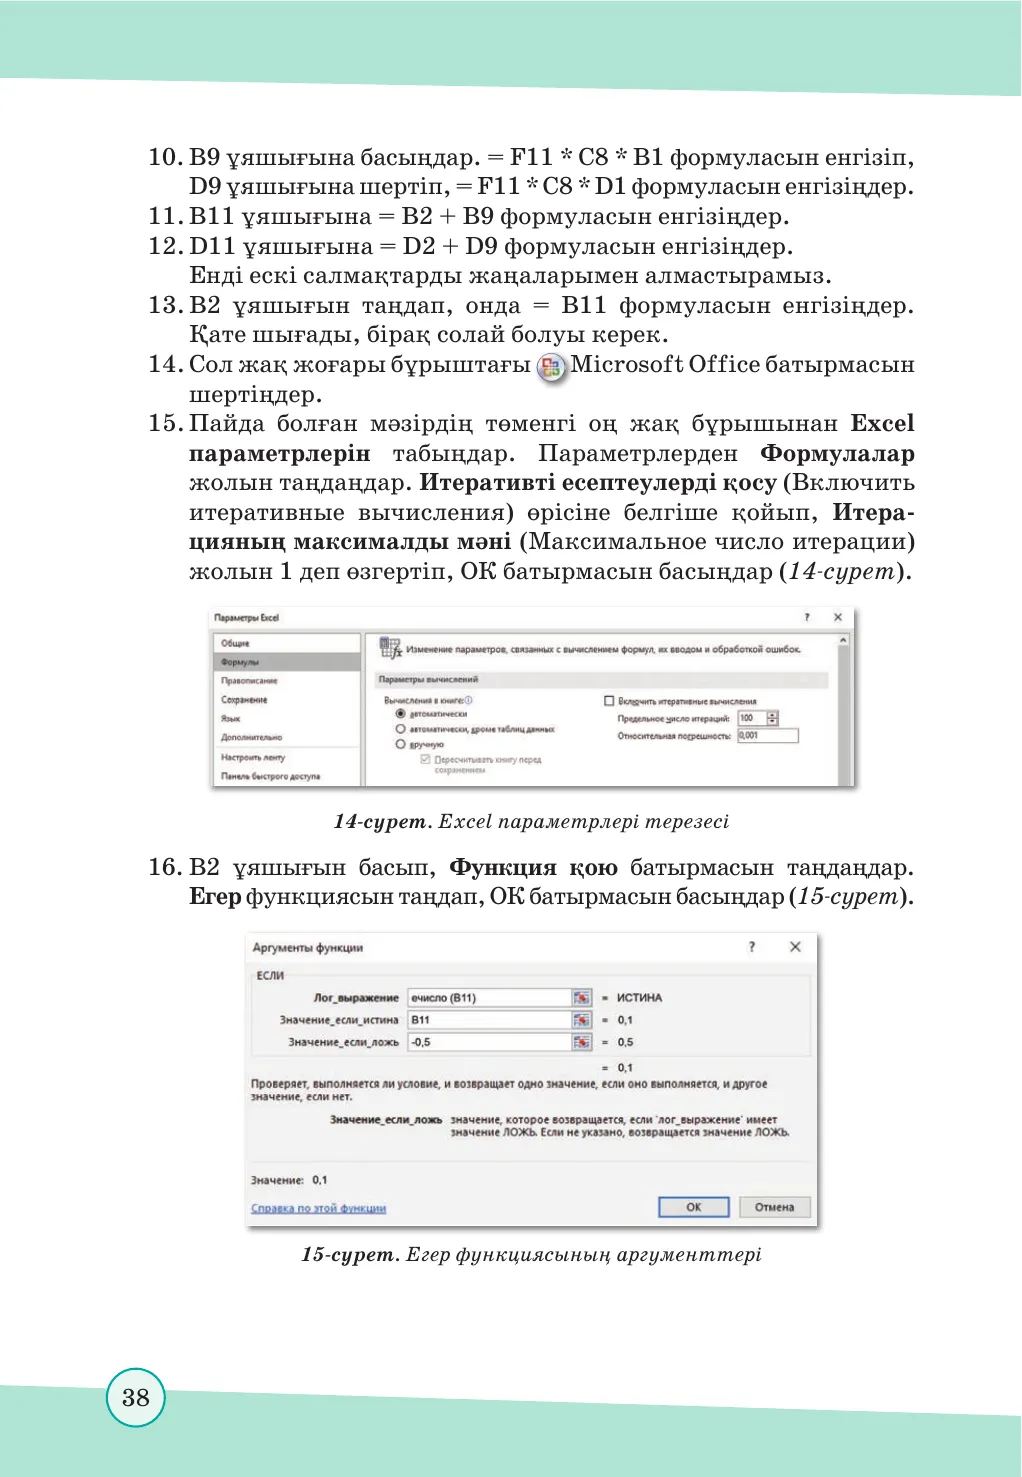 10. B9 ұяшығына басыңдар. = F11 * C8 * B1 формуласын енгізіп,
D9 ұяшығына шертіп, = F11 * C8 * D1 формуласын енгізіңдер.
11. B11 ұяшығына = B2 + B9 формуласын енгізіңдер.
12. D11 ұяшығына = D2 + D9 формуласын енгізіңдер.
Енді ескі салмақтарды жаңаларымен алмастырамыз.
13. B2 ұяшығын таңдап, онда = B11 формуласын енгізіңдер.
Қате шығады, бірақ солай болуы керек.
14. Сол жақ жоғары бұрыштағы Microsoft Office батырмасын
шертіңдер.
15. Пайда болған мәзірдің төменгі оң жақ бұрышынан Excel
параметрлерін табыңдар. Параметрлерден Формулалар
жолын таңдаңдар. Итеративті есептеулерді қосу (Включить
итеративные вычисления) өрісіне белгіше қойып, Итера-
цияның максималды мәні (Максимальное число итерации)
жолын 1 деп өзгертіп, ОК батырмасын басыңдар (14-сурет).
Параметры Excel ? ×
Общие
Формулы
Правописание
Сохранение
Язык
Дополнительно
Настроить ленту
Панель быстрого доступа
Изменение параметров, связанных с вычислением формул, их вводом и обработкой ошибок.
Параметры вычислений
Вычисления в книге:
автоматически
автоматически, кроме таблиц данных
вручную
Пересчитывать книгу перед
сохранением
Включить итеративные вычисления
Предельное число итераций: 100
Относительная погрешность: 0,001
14-сурет. Excel параметрлері терезесі
16. B2 ұяшығын басып, Функция қою батырмасын таңдаңдар.
Егер функциясын таңдап, ОК батырмасын басыңдар (15-сурет).
Аргументы функции ? ×
ЕСЛИ
Лог_выражение ечисло (B11) = ИСТИНА
Значение_если_истина B11 = 0,1
Значение_если_ложь -0,5 = 0,5
= 0,1
Проверяет, выполняется ли условие, и возвращает одно значение, если оно выполняется, и другое
значение, если нет.
Значение_если_ложь значение, которое возвращается, если `лог_выражение` имеет
значение ЛОЖЬ. Если не указано, возвращается значение ЛОЖЬ.
Значение: 0,1
Справка по этой функции
ОК
Отмена
15-сурет. Егер функциясының аргументтері
38